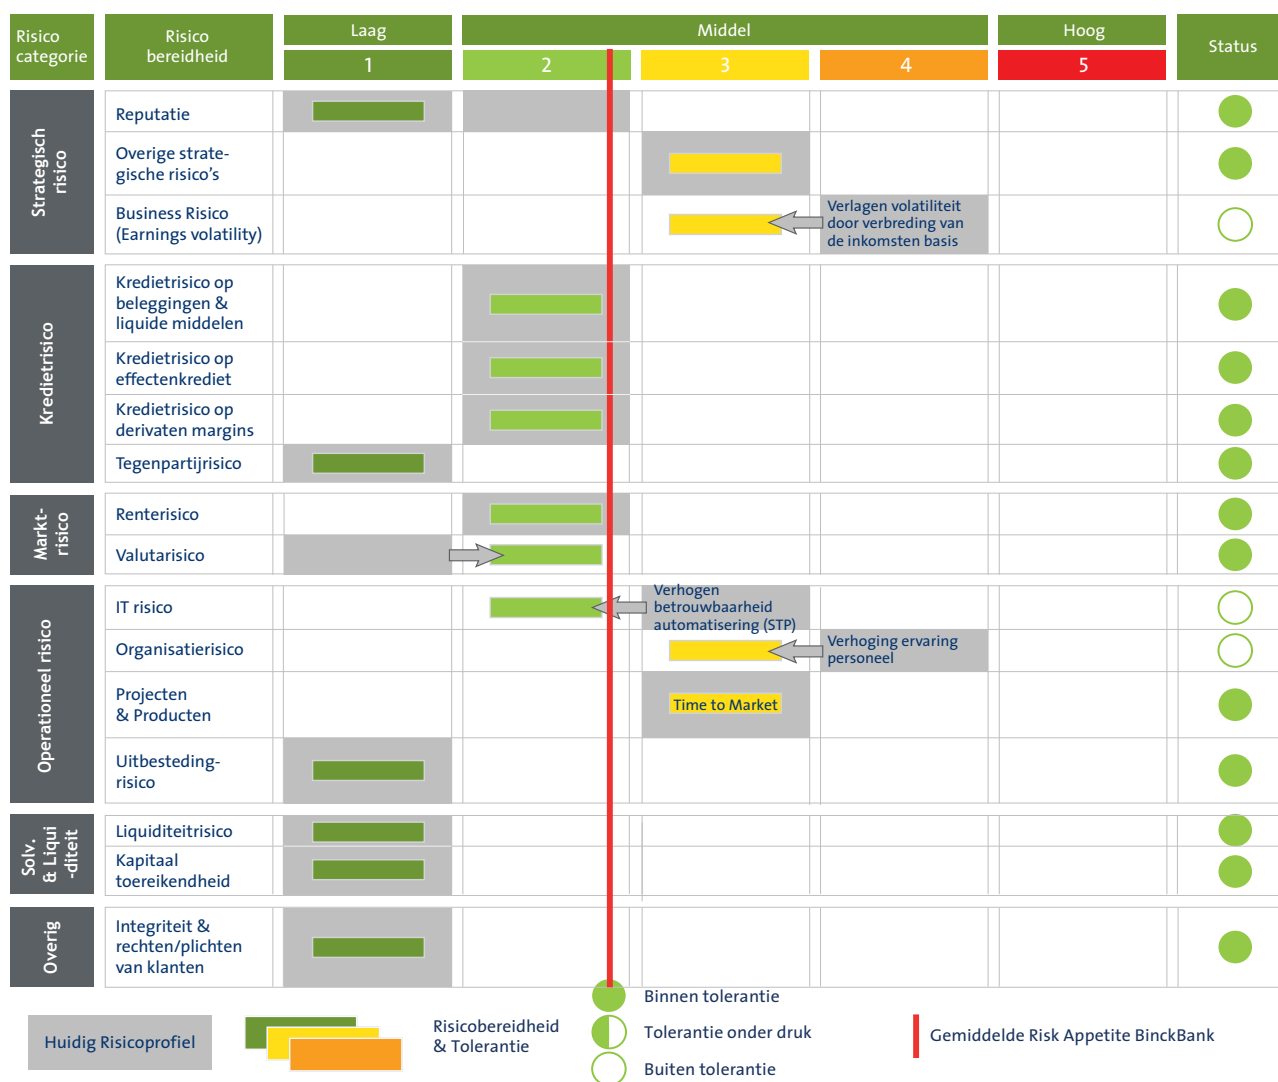 Risico
categorie
Risico
bereidheid
Laag
Middel
Hoog
Status
1
2
3
4
5
Strategisch
risico
Reputatie
Overige strate-
gische risico's
Business Risico
(Earnings volatility)
Verlagen volatiliteit
door verbreding van
de inkomsten basis
Kredietrisico
Kredietrisico op
beleggingen &
liquide middelen
Kredietrisico op
effectenkrediet
Kredietrisico op
derivaten margins
Tegenpartijrisico
Markt-
risico
Renterisico
Valutarisico
Operationeel risico
IT risico
Verhogen
betrouwbaarheid
automatisering (STP)
Organisatierisico
Verhoging ervaring
personeel
Projecten
& Producten
Time to Market
Uitbesteding-
risico
Solv.
& Liqui
-diteit
Liquiditeitrisico
Kapitaal
toereikendheid
Overig
Integriteit &
rechten/plichten
van klanten
Huidig Risicoprofiel
Risicobereidheid
& Tolerantie
Binnen tolerantie
Tolerantie onder druk
Buiten tolerantie
Gemiddelde Risk Appetite BinckBank